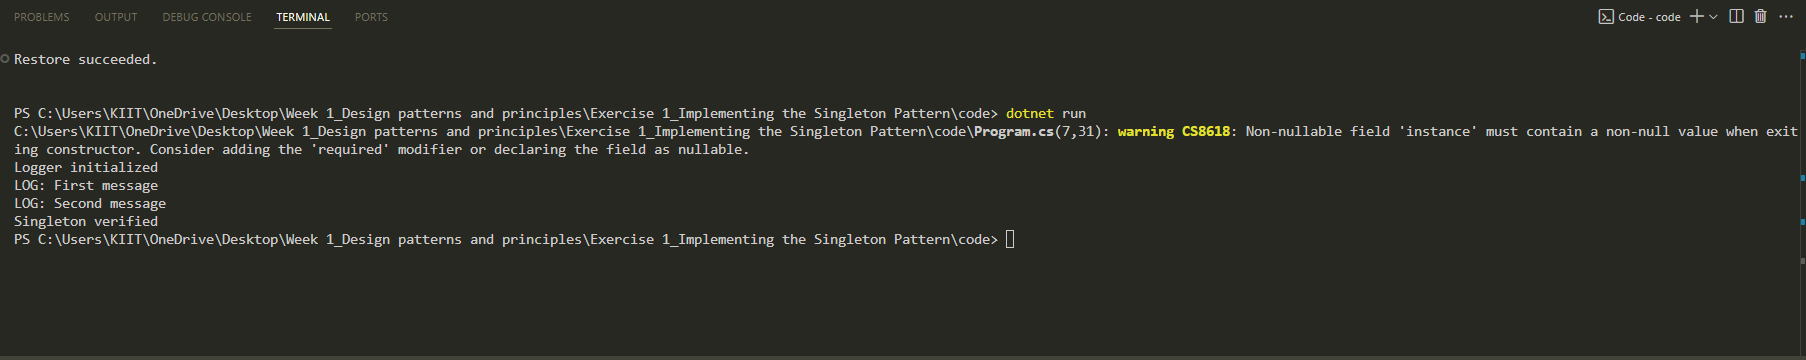 PROBLEMS OUTPUT DEBUG CONSOLE TERMINAL PORTS Code - code
Restore succeeded.
PS C:\Users\KIIT\OneDrive\Desktop\Week 1_Design patterns and principles\Exercise 1_Implementing the Singleton Pattern\code> dotnet run
C:\Users\KIIT\OneDrive\Desktop\Week 1_Design patterns and principles\Exercise 1_Implementing the Singleton Pattern\code\Program.cs(7,31): warning CS8618: Non-nullable field 'instance' must contain a non-null value when exit
ing constructor. Consider adding the 'required' modifier or declaring the field as nullable.
Logger initialized
LOG: First message
LOG: Second message
Singleton verified
PS C:\Users\KIIT\OneDrive\Desktop\Week 1_Design patterns and principles\Exercise 1_Implementing the Singleton Pattern\code>